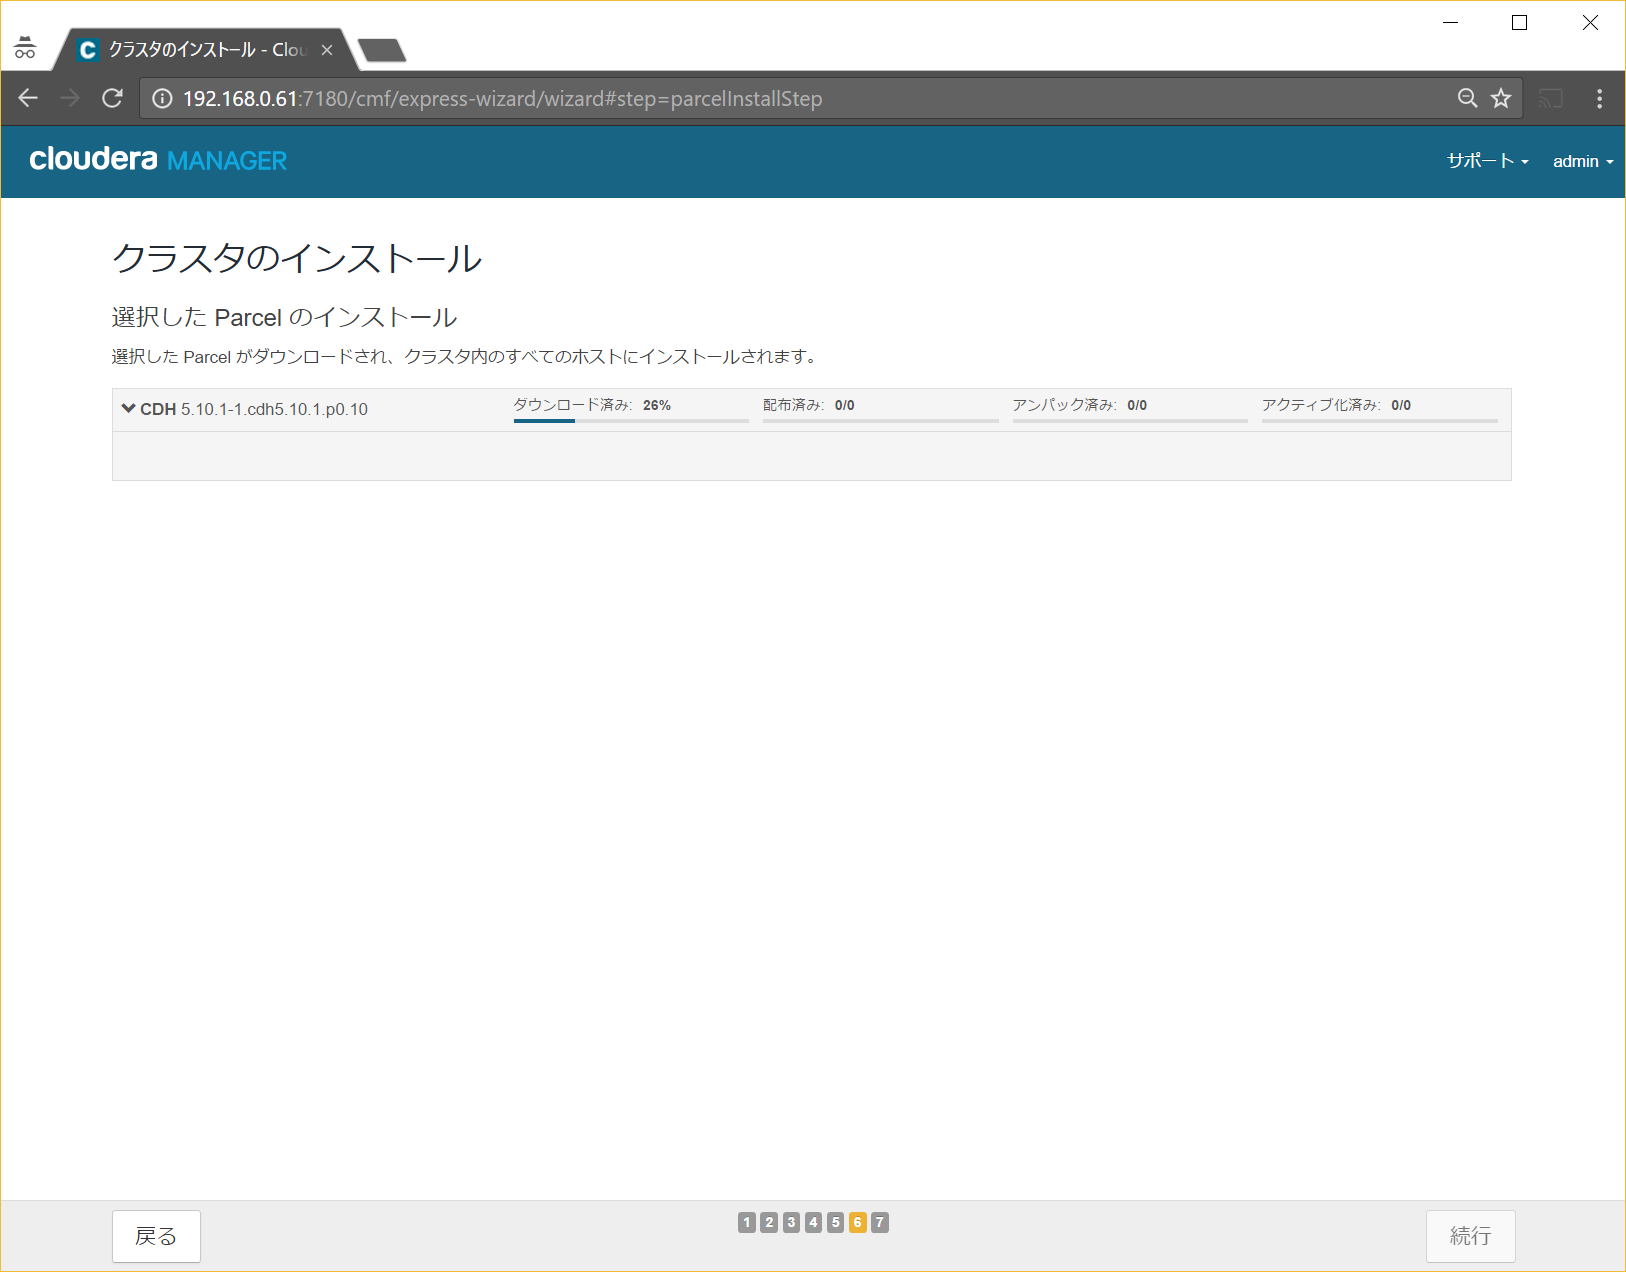 クラスタのインストール - Clou
192.168.0.61:7180/cmf/express-wizard/wizard#step=parcelInstallStep
cloudera MANAGER
サポート
admin
クラスタのインストール
選択した Parcel のインストール
選択した Parcel がダウンロードされ、クラスタ内のすべてのホストにインストールされます。
CDH 5.10.1-1.cdh5.10.1.p0.10
ダウンロード済み: 26%
配布済み: 0/0
アンパック済み: 0/0
アクティブ化済み: 0/0
戻る
1 2 3 4 5 6 7
続行